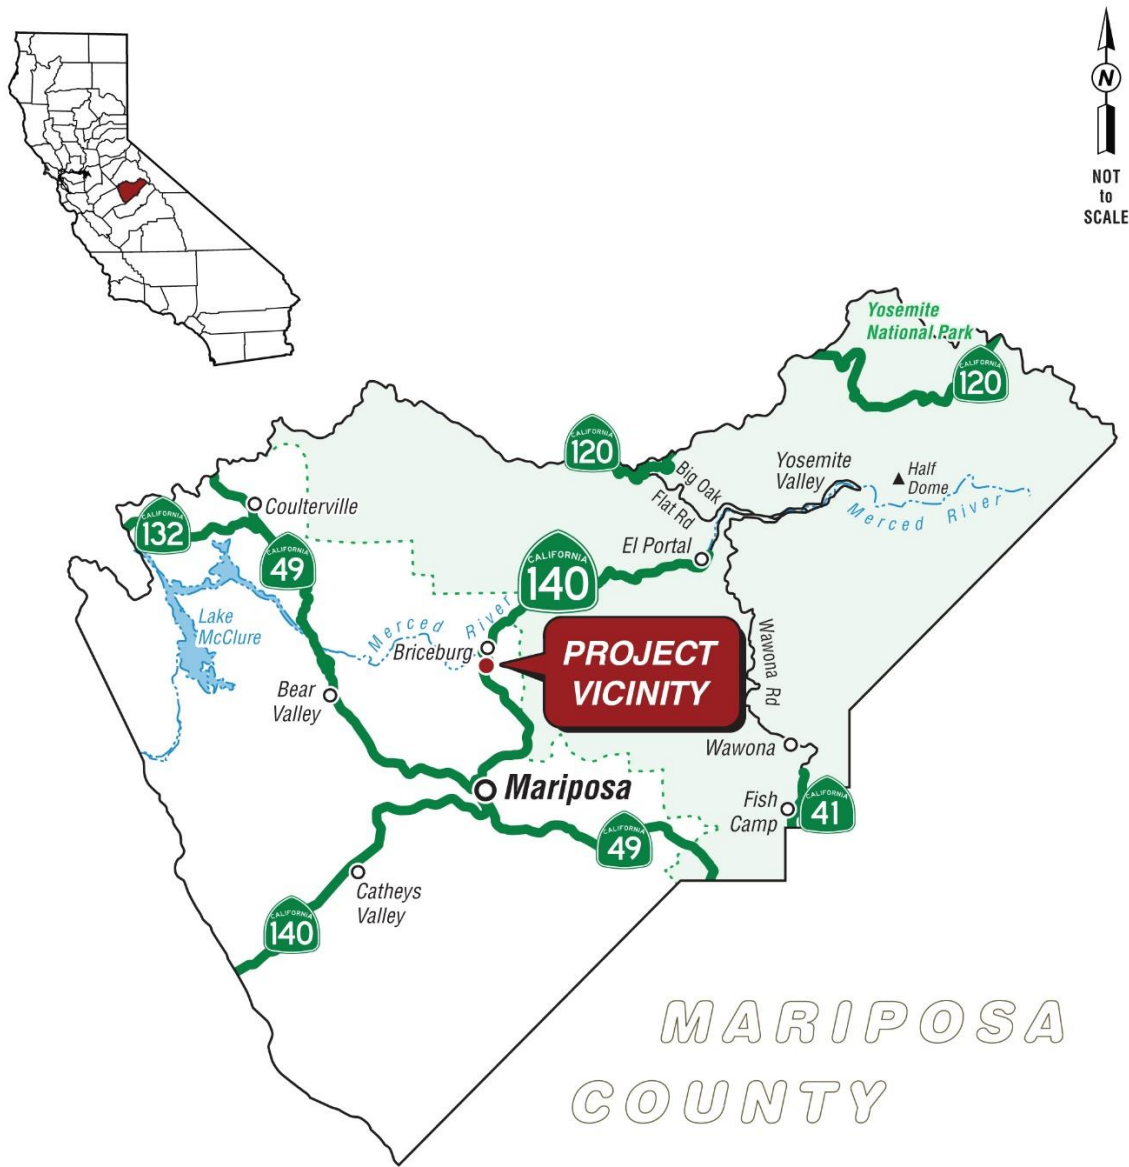 N
NOT
to
SCALE
Yosemite
National Park
CALIFORNIA
120
CALIFORNIA
120
Big Oak
Flat Rd
Yosemite
Valley
Half
Dome
Merced River
Coulterville
CALIFORNIA
132
CALIFORNIA
49
El Portal
CALIFORNIA
140
Lake
McClure
Merced River
Briceburg
PROJECT
VICINITY
Wawona Rd
Bear
Valley
Wawona
Mariposa
Fish
Camp
CALIFORNIA
41
CALIFORNIA
49
Catheys
Valley
CALIFORNIA
140
MARIPOSA
COUNTY